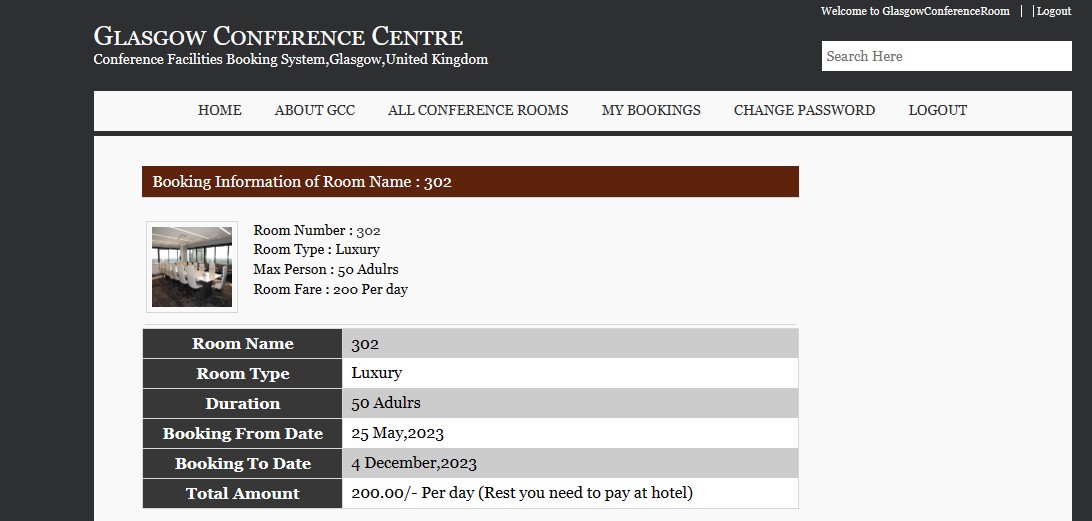 Welcome to GlasgowConferenceRoom | | Logout
GLASGOW CONFERENCE CENTRE
Conference Facilities Booking System,Glasgow,United Kingdom
Search Here
HOME ABOUT GCC ALL CONFERENCE ROOMS MY BOOKINGS CHANGE PASSWORD LOGOUT
Booking Information of Room Name : 302
Room Number : 302
Room Type : Luxury
Max Person : 50 Adulrs
Room Fare : 200 Per day
Room Name 302
Room Type Luxury
Duration 50 Adulrs
Booking From Date 25 May,2023
Booking To Date 4 December,2023
Total Amount 200.00/- Per day (Rest you need to pay at hotel)